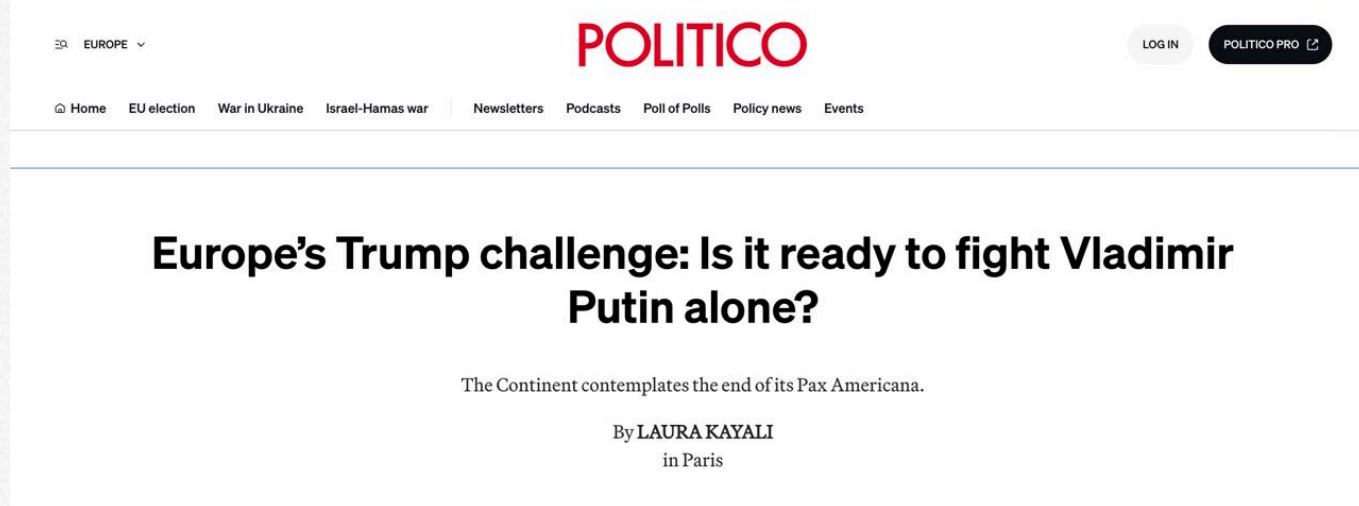 EUROPE
POLITICO
LOG IN
POLITICO PRO
Home EU election War in Ukraine Israel-Hamas war Newsletters Podcasts Poll of Polls Policy news Events
Europe’s Trump challenge: Is it ready to fight Vladimir
Putin alone?
The Continent contemplates the end of its Pax Americana.
By LAURA KAYALI
in Paris